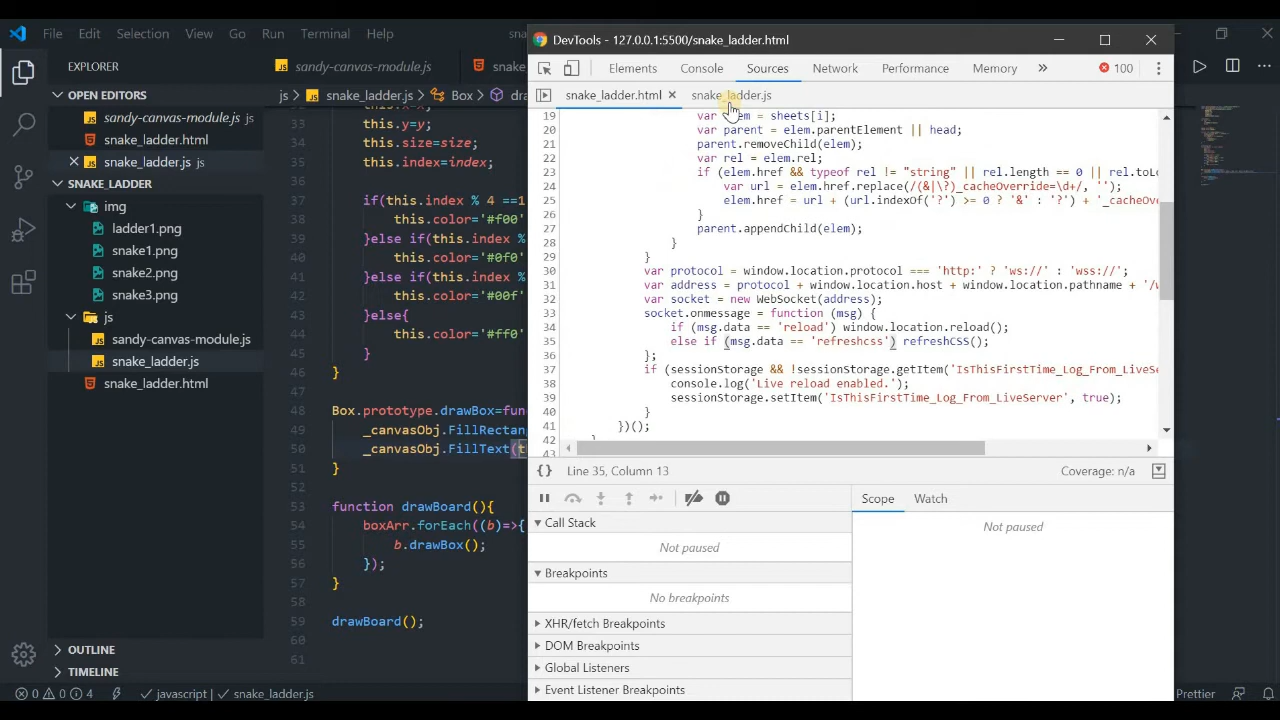 File Edit Selection View Go Run Terminal Help
EXPLORER
OPEN EDITORS
sandy-canvas-module.js js
snake_ladder.html
snake_ladder.js js
SNAKE_LADDER
img
ladder1.png
snake1.png
snake2.png
snake3.png
js
sandy-canvas-module.js
snake_ladder.js
snake_ladder.html
OUTLINE
TIMELINE
sandy-canvas-module.js
js > snake_ladder.js > Box >
33 this.y=y;
34 this.size=size;
35 this.index=index;
36
37 if(this.index % 4 ==1
38 this.color='#f00'
39 }else if(this.index %
40 this.color='#0f0'
41 }else if(this.index %
42 this.color='#00f'
43 }else{
44 this.color='#ff0'
45 }
46 }
47
48 Box.prototype.drawBox=fun
49 _canvasObj.FillRectan
50 _canvasObj.FillText(t
51 }
52
53 function drawBoard(){
54 boxArr.forEach((b)=>{
55 b.drawBox();
56 });
57 }
58
59 drawBoard();
60
61
DevTools - 127.0.0.1:5500/snake_ladder.html
Elements Console Sources Network Performance Memory » 100
snake_ladder.html × snake_ladder.js
19 var elem = sheets[i];
20 var parent = elem.parentElement || head;
21 parent.removeChild(elem);
22 var rel = elem.rel;
23 if (elem.href && typeof rel != "string" || rel.length == 0 || rel.toLo
24 var url = elem.href.replace(/(&|\?)_cacheOverride=\d+/, '');
25 elem.href = url + (url.indexOf('?') >= 0 ? '&' : '?') + '_cacheOve
26 }
27 parent.appendChild(elem);
28 }
29 }
30 var protocol = window.location.protocol === 'http:' ? 'ws://' : 'wss://';
31 var address = protocol + window.location.host + window.location.pathname + '/w
32 var socket = new WebSocket(address);
33 socket.onmessage = function (msg) {
34 if (msg.data == 'reload') window.location.reload();
35 else if (msg.data == 'refreshcss') refreshCSS();
36 };
37 if (sessionStorage && !sessionStorage.getItem('IsThisFirstTime_Log_From_LiveSe
38 console.log('Live reload enabled.');
39 sessionStorage.setItem('IsThisFirstTime_Log_From_LiveServer', true);
40 }
41 })();
42
43
{} Line 35, Column 13 Coverage: n/a
Call Stack
Not paused
Breakpoints
No breakpoints
XHR/fetch Breakpoints
DOM Breakpoints
Global Listeners
Event Listener Breakpoints
Scope Watch
Not paused
0 0 4 javascript | snake_ladder.js
Prettier